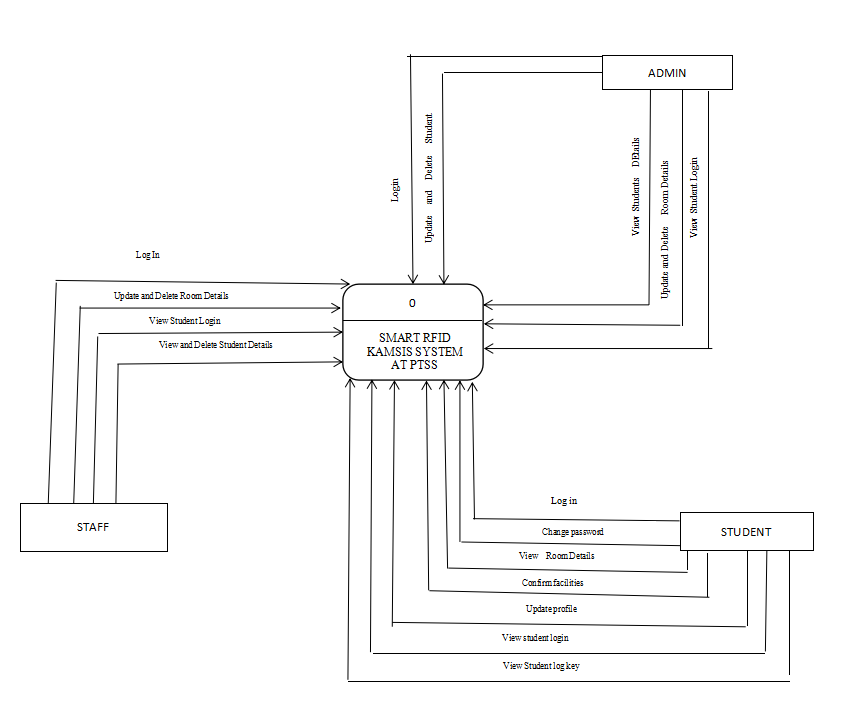 ADMIN
Login
Update and Delete Student
View Students DEtails
Update and Delete Room Details
View Student Login
Log In
Update and Delete Room Details
View Student Login
View and Delete Student Details
0
SMART RFID
KAMSIS SYSTEM
AT PTSS
STAFF
STUDENT
Log in
Change password
View Room Details
Confirm facilities
Update profile
View student login
View Student log key